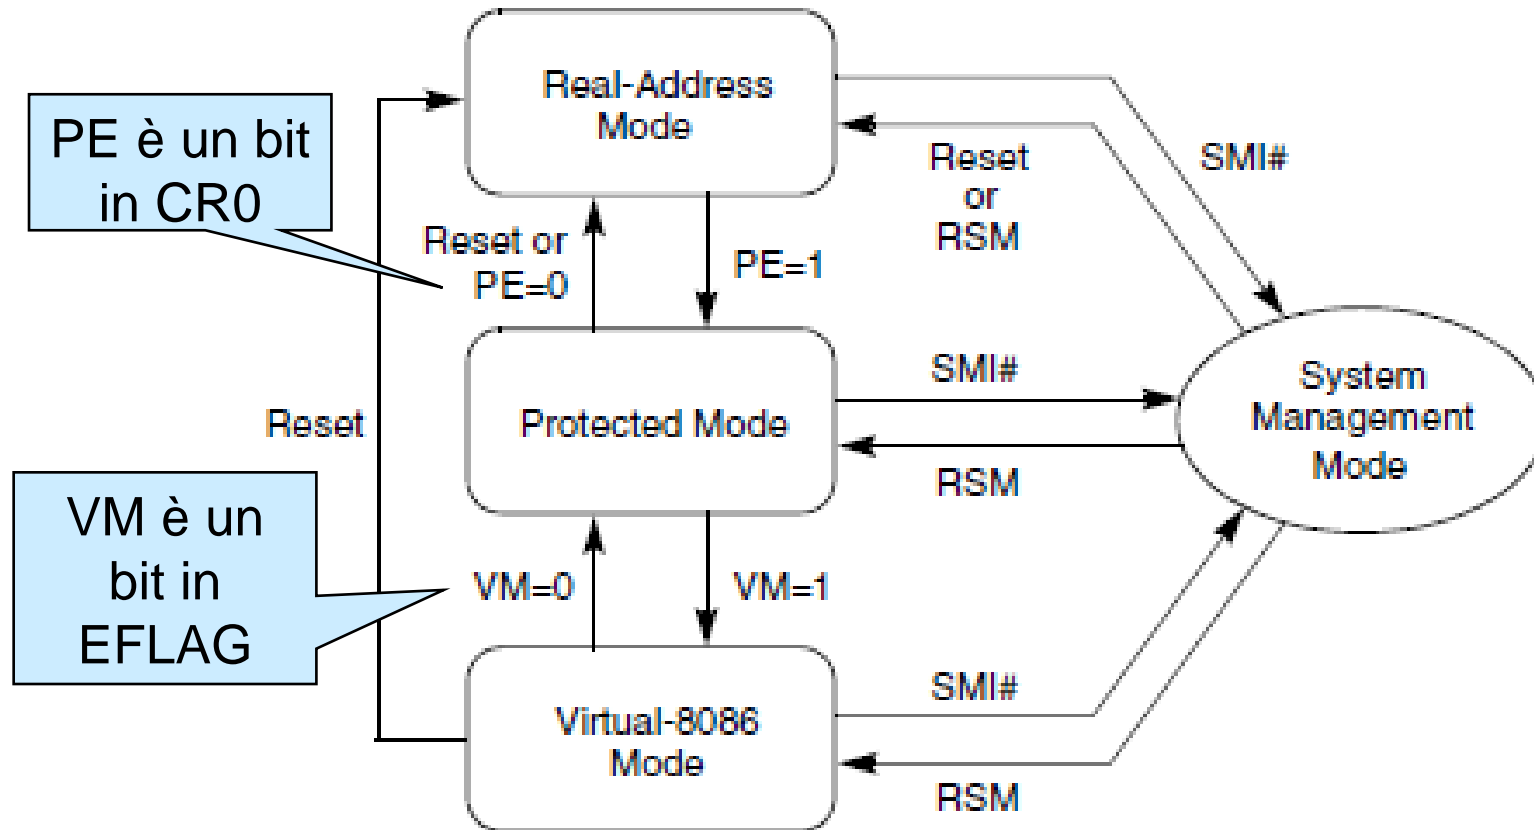 Real-Address
Mode
PE è un bit
in CR0
Reset
or
RSM
SMI#
Reset or
PE=0
PE=1
Reset
Protected Mode
SMI#
RSM
System
Management
Mode
VM è un
bit in
EFLAG
VM=0
VM=1
Virtual-8086
Mode
SMI#
RSM